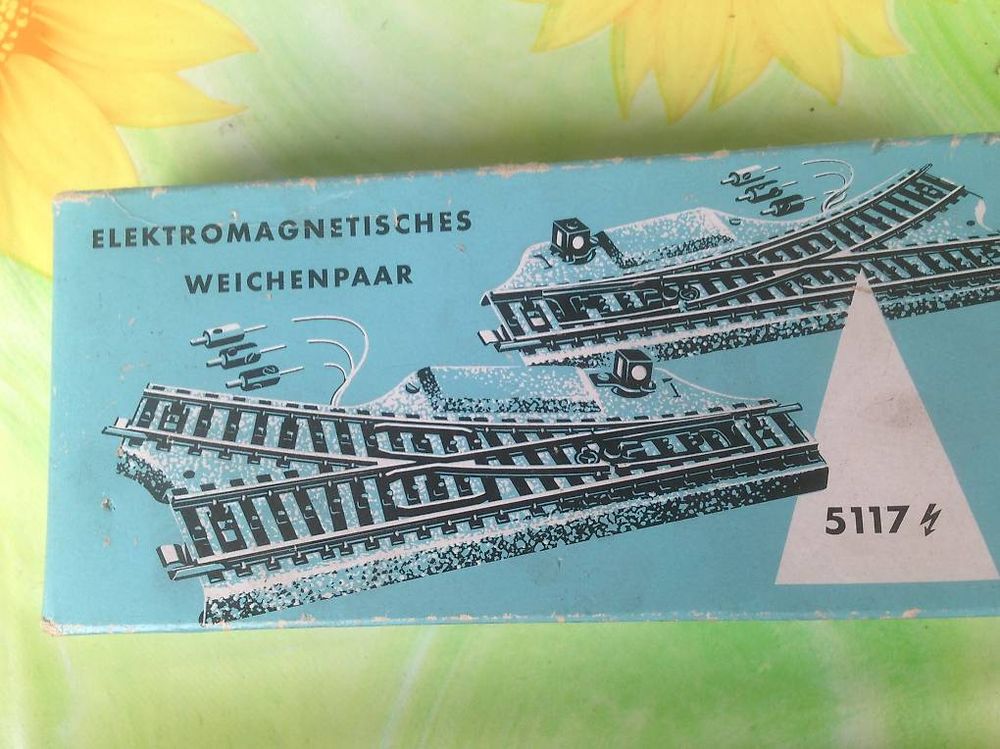 ELEKTROMAGNETISCHES
WEICHENPAAR
5117